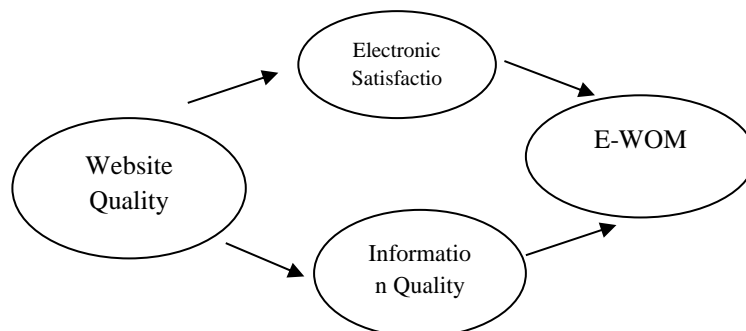 Electronic
Satisfactio
E-WOM
Website
Quality
Informatio
n Quality